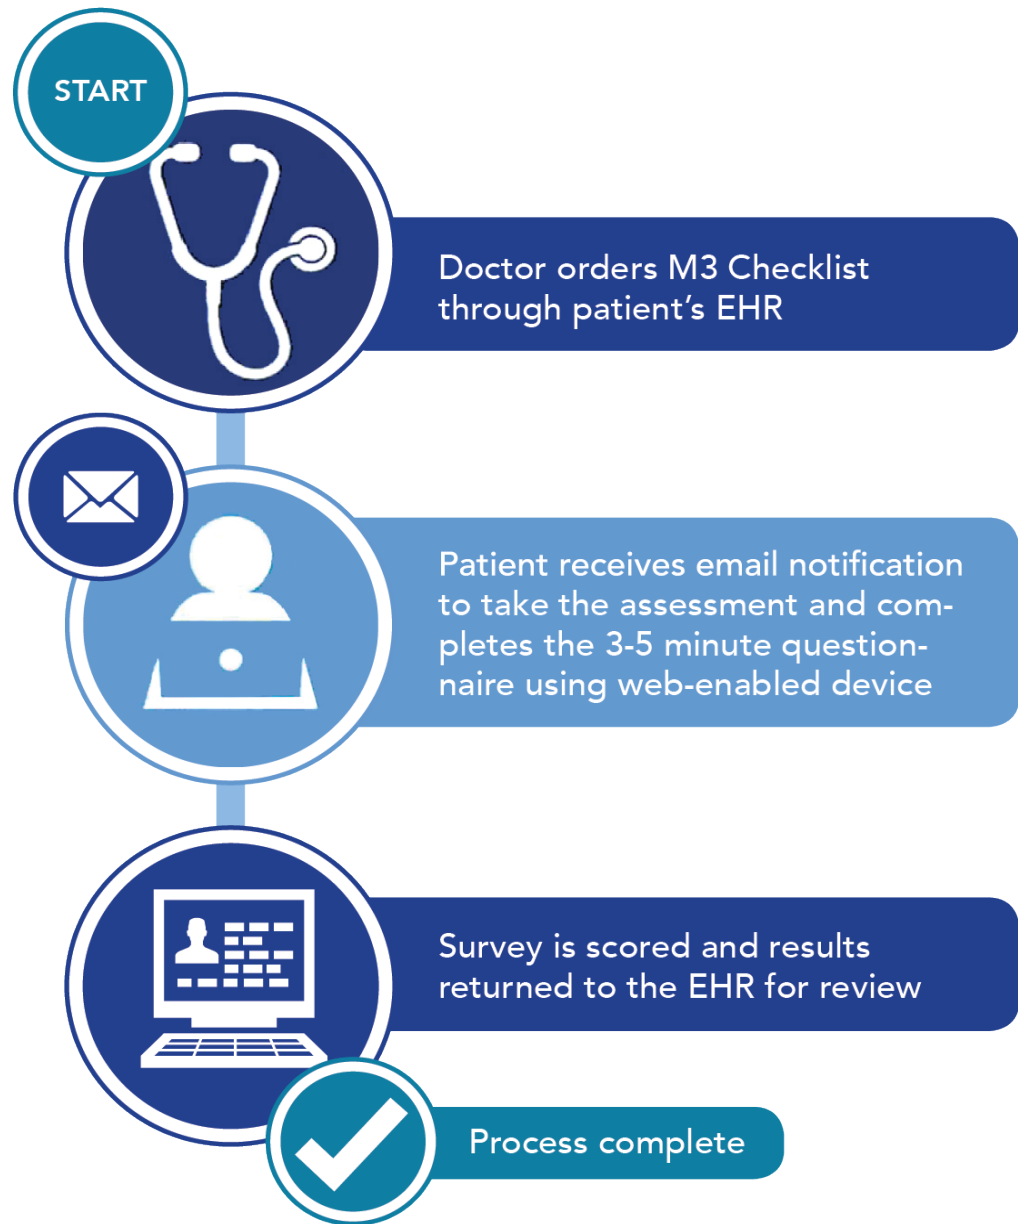 START
Doctor orders M3 Checklist
through patient’s EHR
Patient receives email notification
to take the assessment and com-
pletes the 3-5 minute question-
naire using web-enabled device
Survey is scored and results
returned to the EHR for review
Process complete